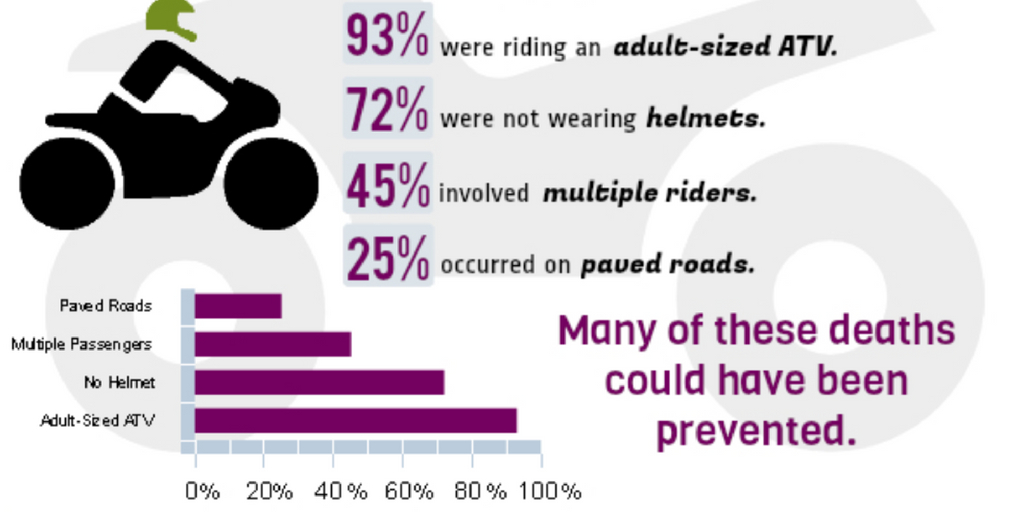 93% were riding an adult-sized ATV.
72% were not wearing helmets.
45% involved multiple riders.
25% occurred on paved roads.
Paved Roads
Multiple Passengers
No Helmet
Adult-Sized ATV
0% 20% 40% 60% 80% 100%
Many of these deaths
could have been
prevented.